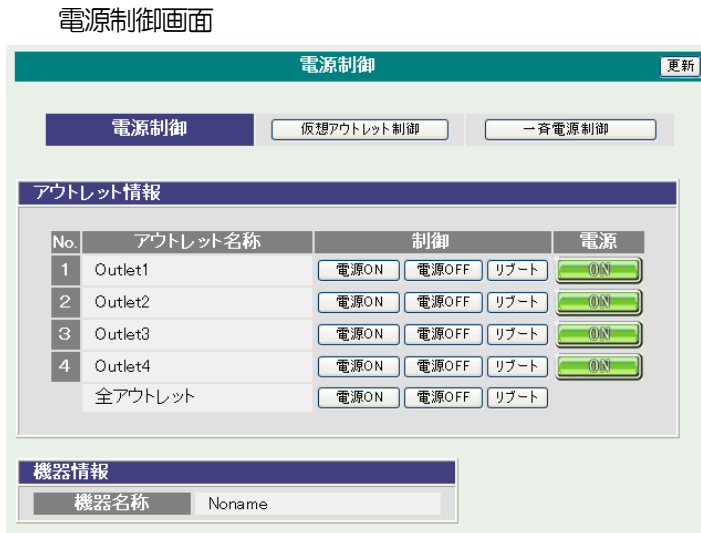 電源制御画面
電源制御 更新
電源制御 仮想アウトレット制御 一斉電源制御
アウトレット情報
No. アウトレット名称 制御 電源
1 Outlet1 電源ON 電源OFF リブート ON
2 Outlet2 電源ON 電源OFF リブート ON
3 Outlet3 電源ON 電源OFF リブート ON
4 Outlet4 電源ON 電源OFF リブート ON
全アウトレット 電源ON 電源OFF リブート
機器情報
機器名称 Noname